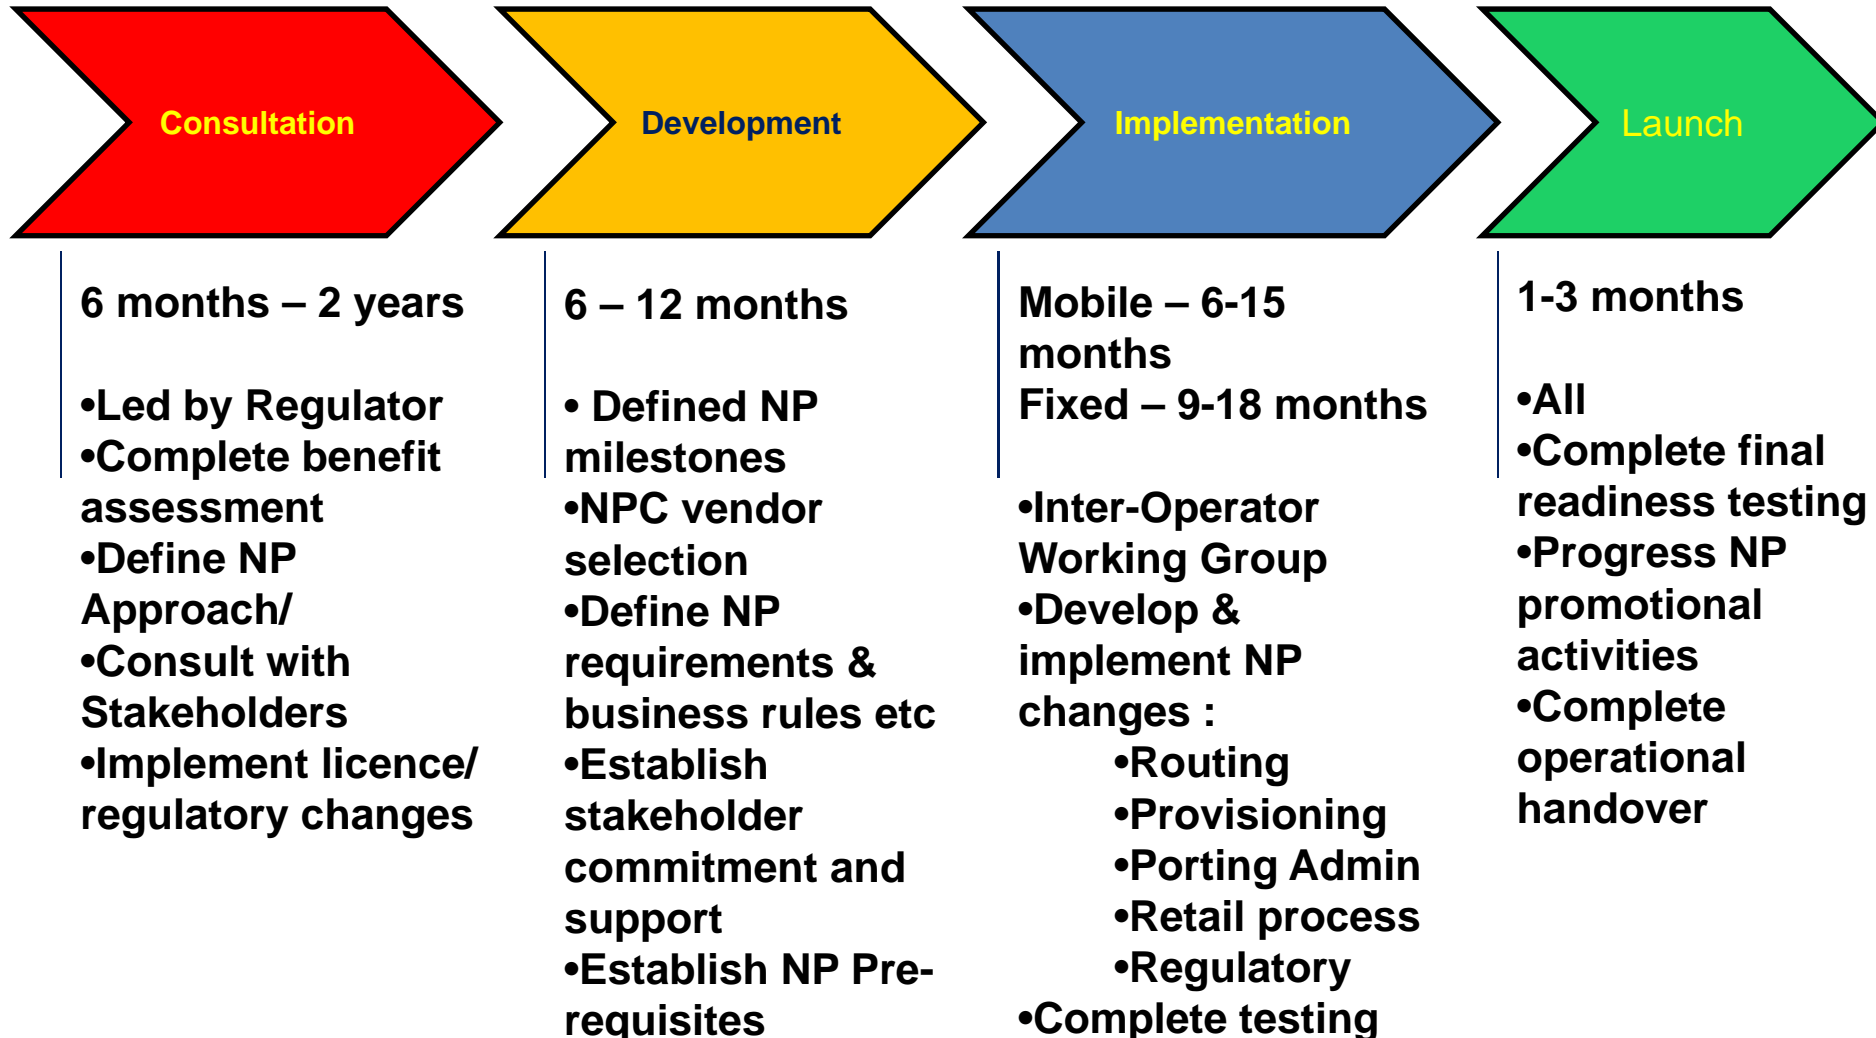 Consultation
Development
Implementation
Launch
6 months – 2 years
•Led by Regulator
•Complete benefit
assessment
•Define NP
Approach/
•Consult with
Stakeholders
•Implement licence/
regulatory changes
6 – 12 months
• Defined NP
milestones
•NPC vendor
selection
•Define NP
requirements &
business rules etc
•Establish
stakeholder
commitment and
support
•Establish NP Pre-
requisites
Mobile – 6-15
months
Fixed – 9-18 months
•Inter-Operator
Working Group
•Develop &
implement NP
changes :
•Routing
•Provisioning
•Porting Admin
•Retail process
•Regulatory
•Complete testing
1-3 months
•All
•Complete final
readiness testing
•Progress NP
promotional
activities
•Complete
operational
handover